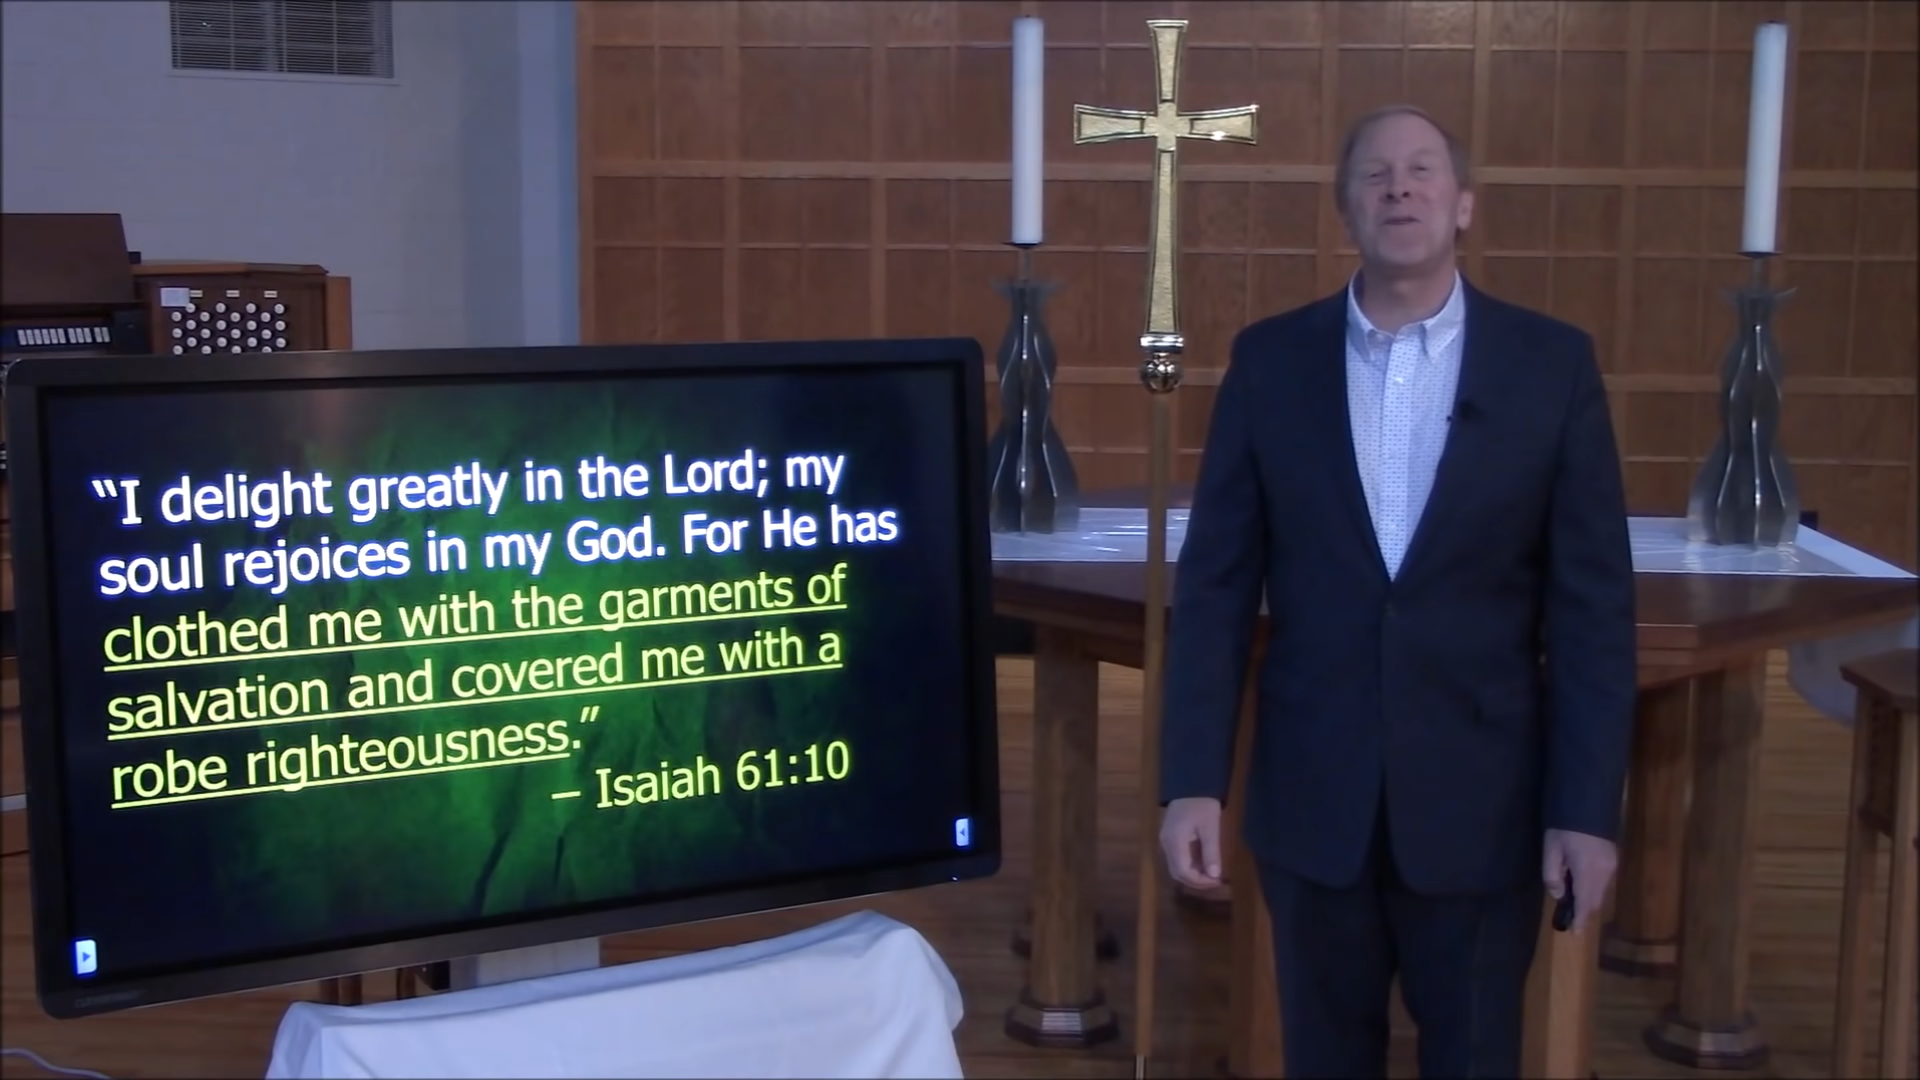 “I delight greatly in the Lord; my
soul rejoices in my God. For He has
clothed me with the garments of
salvation and covered me with a
robe righteousness.”
– Isaiah 61:10